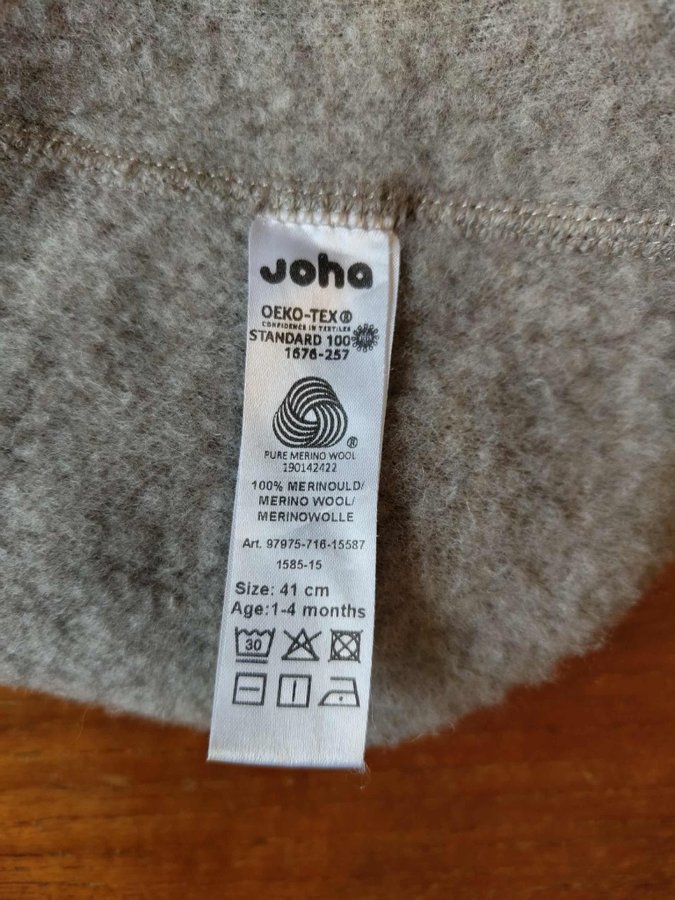 Joha
OEKO-TEX®
CONFIDENCE IN TEXTILES
STANDARD 100
1676-257
®
PURE MERINO WOOL
190142422
100% MERINOULD/
MERINO WOOL/
MERINOWOLLE
Art. 97975-716-15587
1585-15
Size: 41 cm
Age:1-4 months
30